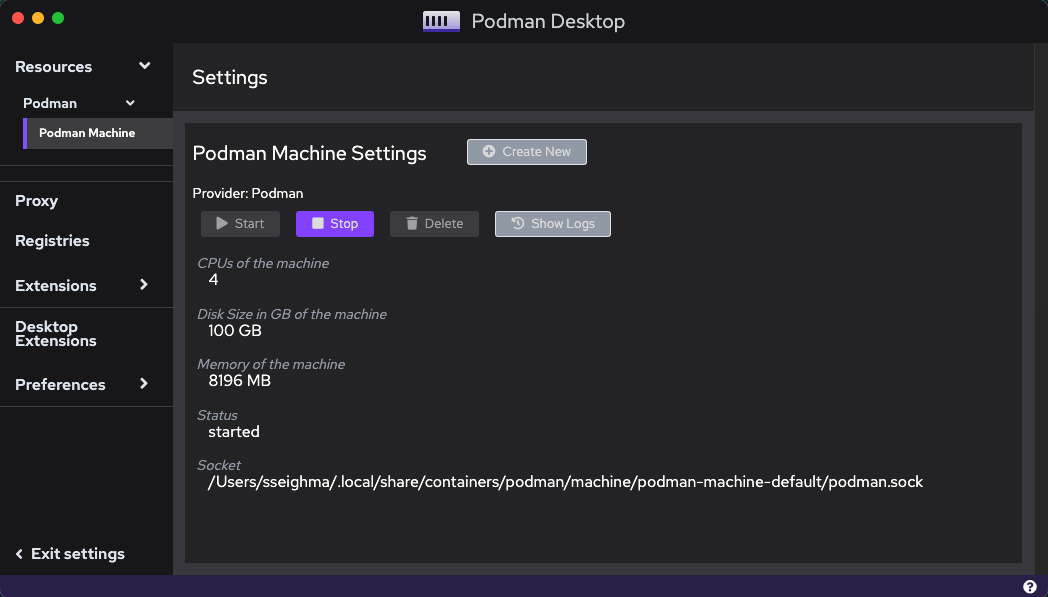 Podman Desktop
Resources
Podman
Podman Machine
Proxy
Registries
Extensions
Desktop
Extensions
Preferences
Exit settings
Settings
Podman Machine Settings
Create New
Provider: Podman
Start
Stop
Delete
Show Logs
CPUs of the machine
4
Disk Size in GB of the machine
100 GB
Memory of the machine
8196 MB
Status
started
Socket
/Users/sseighma/.local/share/containers/podman/machine/podman-machine-default/podman.sock
?